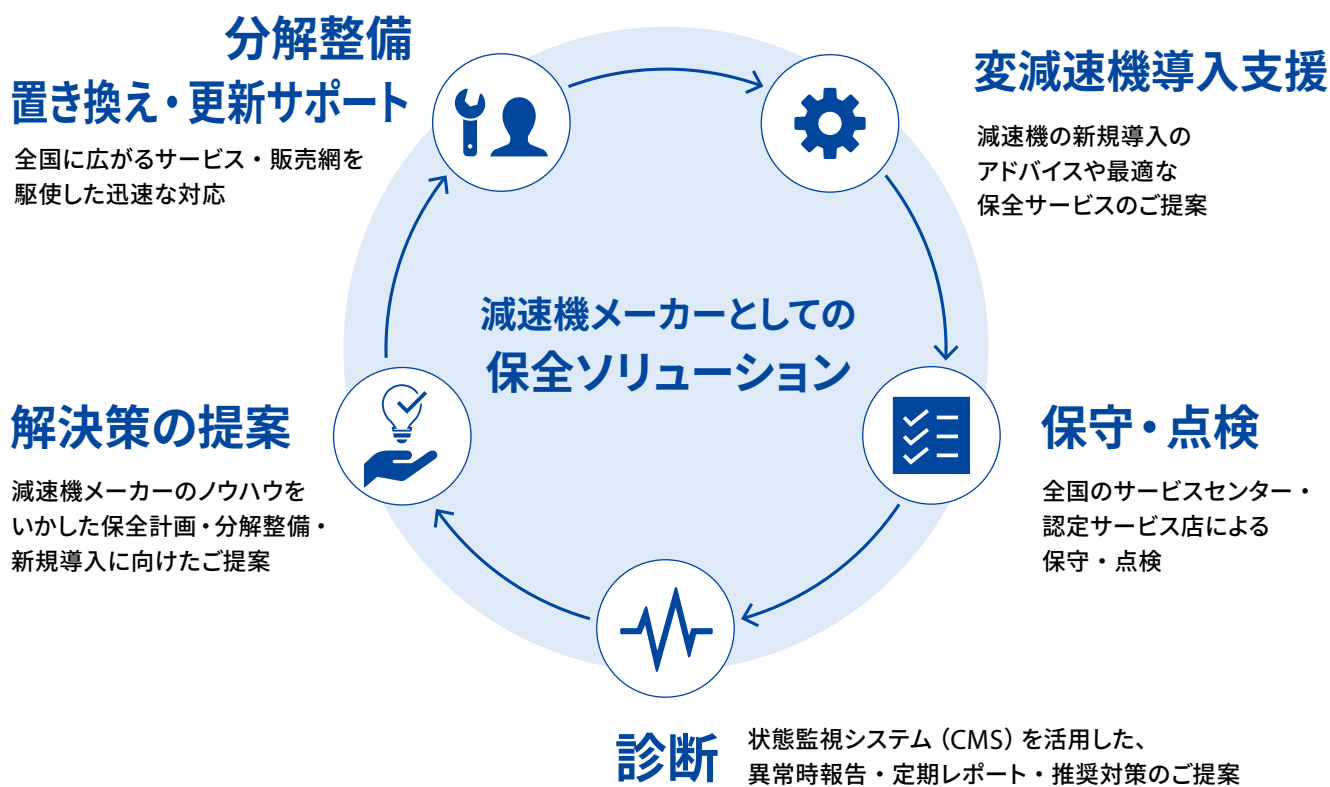 分解整備
置き換え・更新サポート
全国に広がるサービス・販売網を
駆使した迅速な対応
変減速機導入支援
減速機の新規導入の
アドバイスや最適な
保全サービスのご提案
減速機メーカーとしての
保全ソリューション
解決策の提案
減速機メーカーのノウハウを
いかした保全計画・分解整備・
新規導入に向けたご提案
保守・点検
全国のサービスセンター・
認定サービス店による
保守・点検
診断
状態監視システム（CMS）を活用した、
異常時報告・定期レポート・推奨対策のご提案